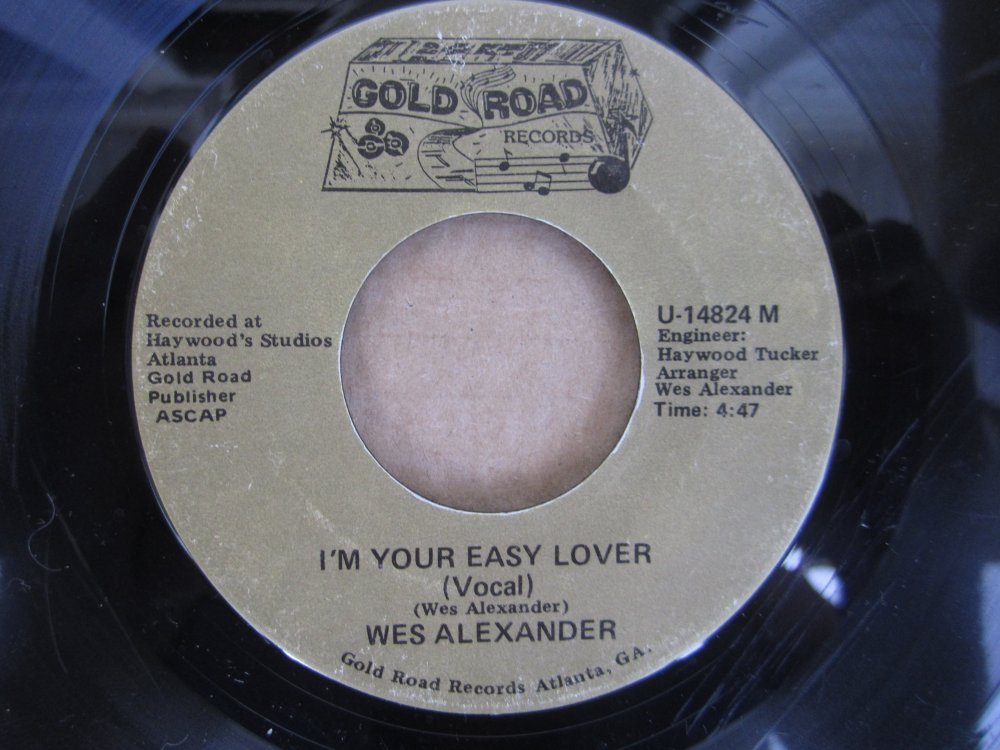 GOLD ROAD
RECORDS
Recorded at
Haywood's Studios
Atlanta
Gold Road
Publisher
ASCAP
U-14824 M
Engineer:
Haywood Tucker
Arranger
Wes Alexander
Time: 4:47
I'M YOUR EASY LOVER
(Vocal)
(Wes Alexander)
WES ALEXANDER
Gold Road Records Atlanta, GA.